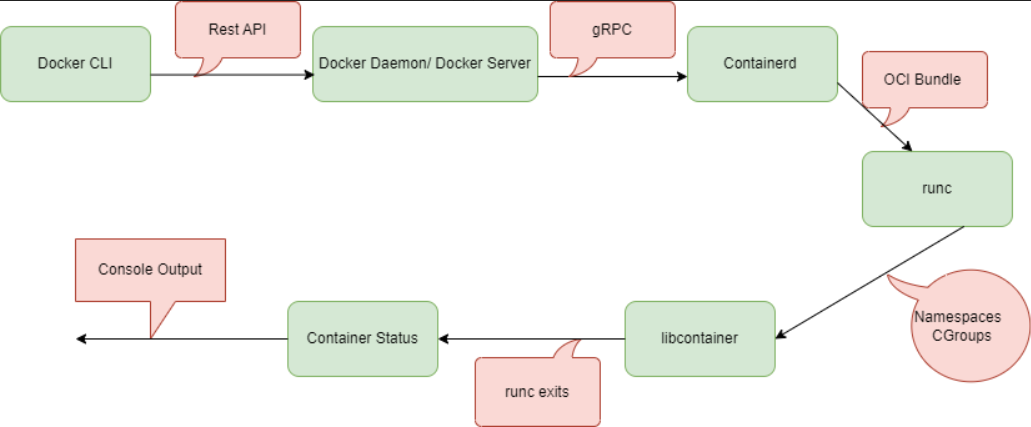 Docker CLI
Rest API
Docker Daemon/ Docker Server
gRPC
Containerd
OCI Bundle
runc
Namespaces
CGroups
libcontainer
runc exits
Container Status
Console Output